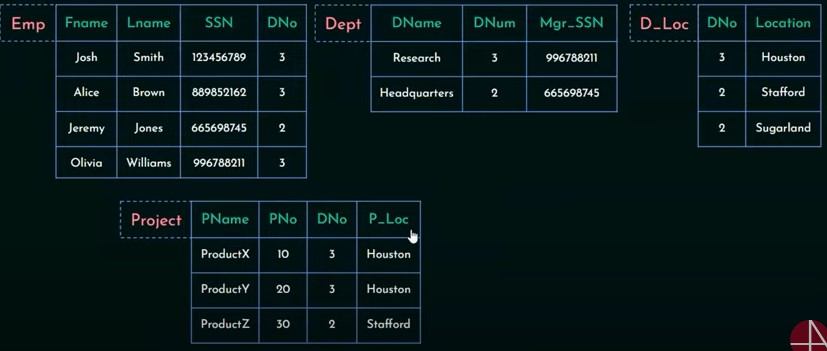 Emp Fname Lname SSN DNo
Josh Smith 123456789 3
Alice Brown 889852162 3
Jeremy Jones 665698745 2
Olivia Williams 996788211 3
Dept DName DNum Mgr_SSN
Research 3 996788211
Headquarters 2 665698745
D_Loc DNo Location
3 Houston
2 Stafford
2 Sugarland
Project PName PNo DNo P_Loc
ProductX 10 3 Houston
ProductY 20 3 Houston
ProductZ 30 2 Stafford